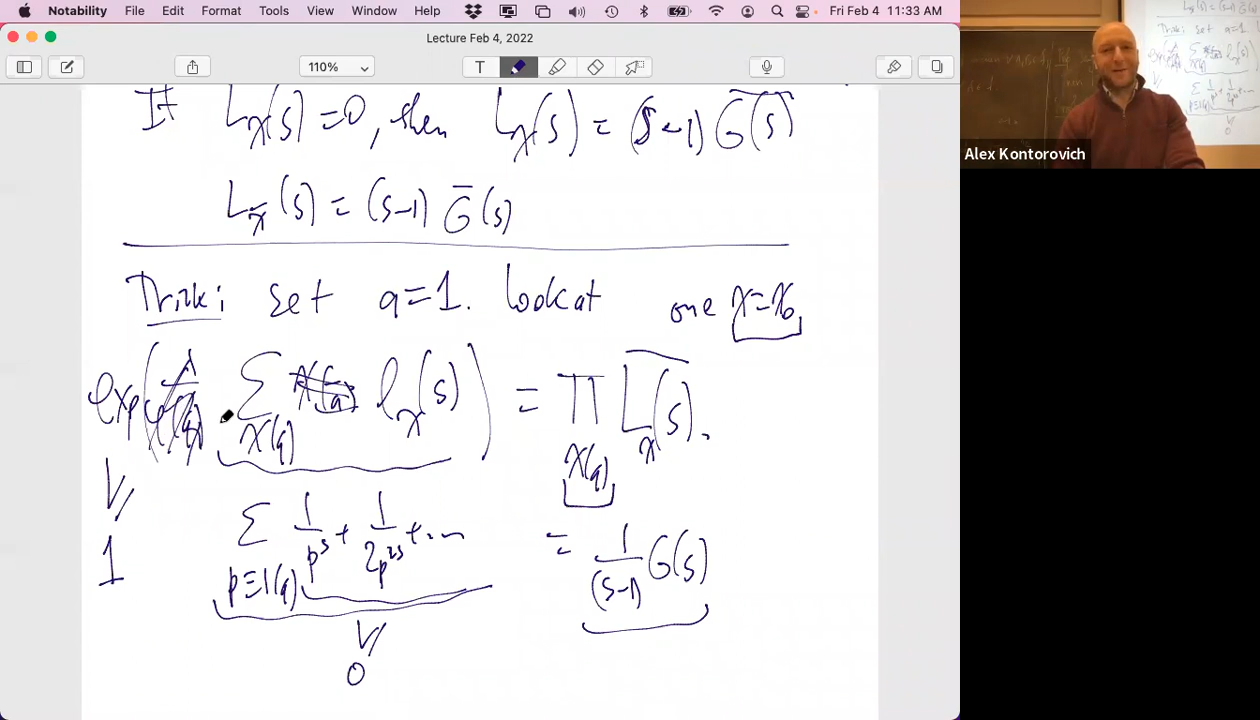 Notability File Edit Format Tools View Window Help Fri Feb 4 11:33 AM
Lecture Feb 4, 2022
110% T
If L_χ(s) = 0, then L_χ(s) = (s-1) G(s)
L_χ̄(s) = (s-1) Ḡ(s)
Trick: set a=1. look at one χ=χ₀
exp( Σ_{χ(q)} l_χ(s) ) = Π_{χ(q)} L_χ(s).
V/ Σ_{p≡1(q)} 1/p^s + 1/2p^{2s} + ... = 1/(s-1) G(s)
1
V/
0
Alex Kontorovich